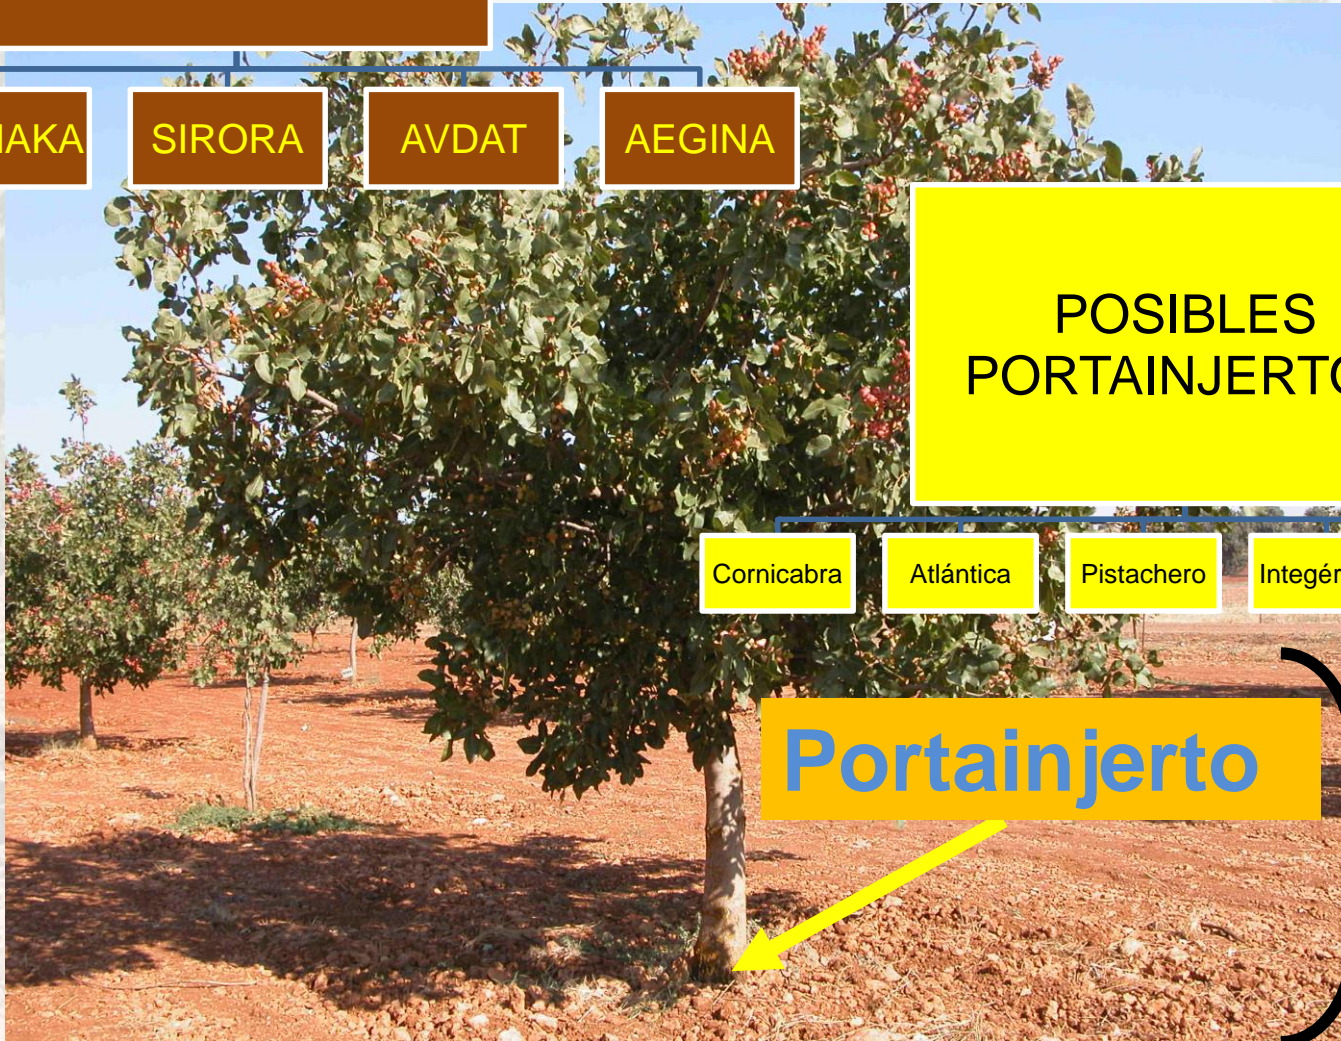 SIRORA
AVDAT
AEGINA
POSIBLES
Cornicabra
Atlántica
Pistachero
Portainjerto